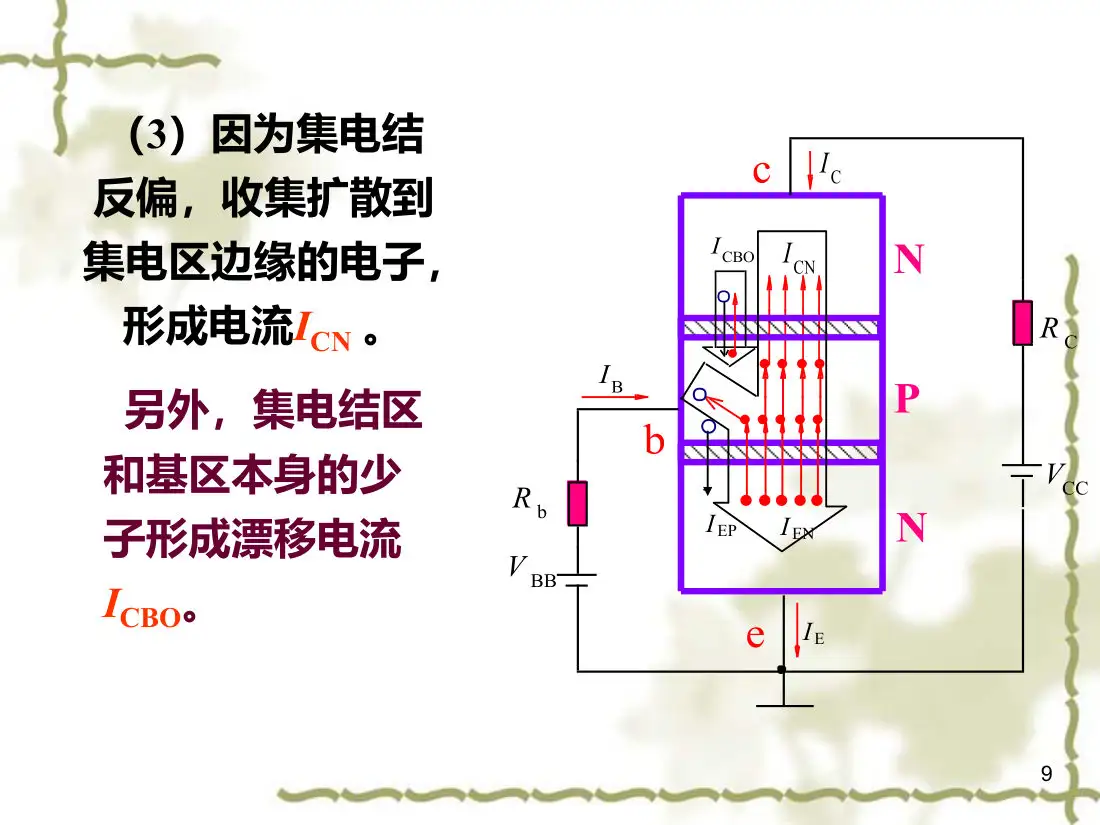 （3）因为集电结
反偏，收集扩散到
集电区边缘的电子，
形成电流ICN 。
另外，集电结区
和基区本身的少
子形成漂移电流
ICBO。
c
IC
ICBO
ICN
N
RC
IB
P
b
VCC
Rb
IEP
IEN
N
VBB
e
IE
9